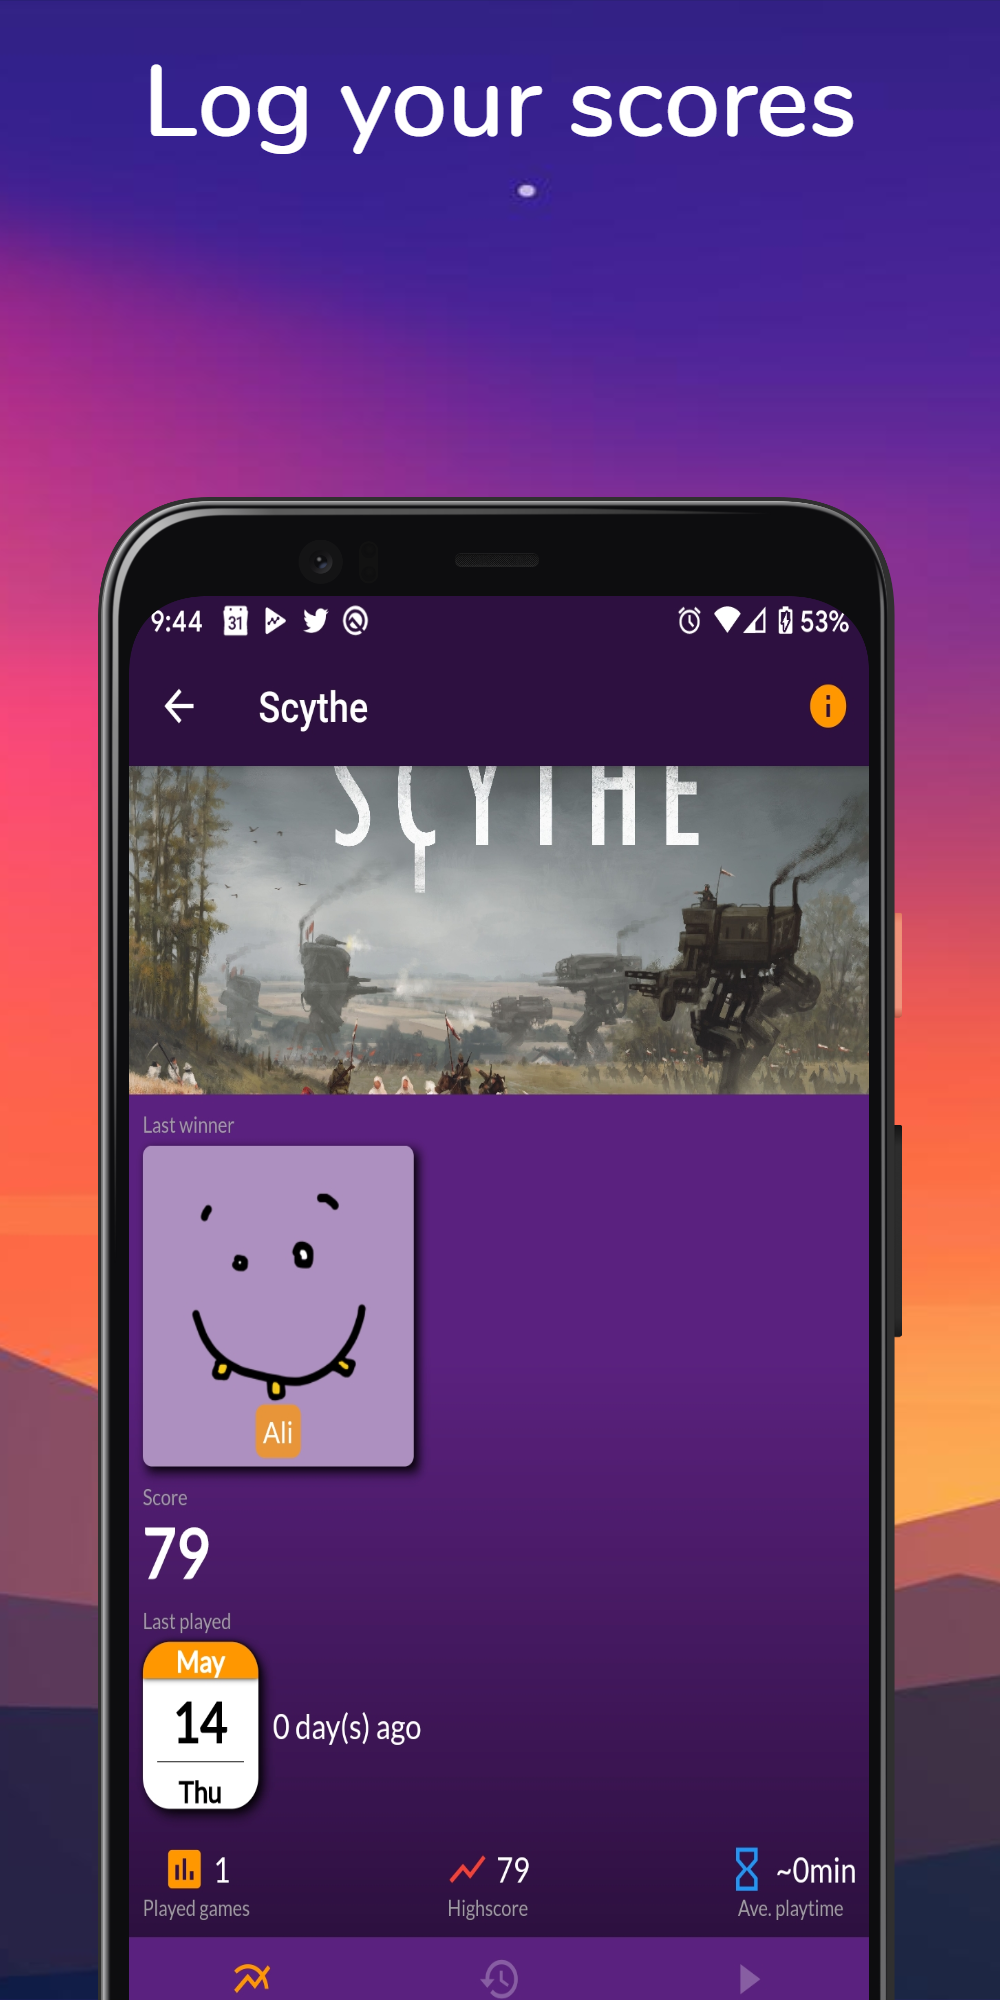 Log your scores
9:44
31
53%
Scythe
i
SCYTHE
Last winner
Ali
Score
79
Last played
May
14
0 day(s) ago
Thu
1
79
~0min
Played games
Highscore
Ave. playtime